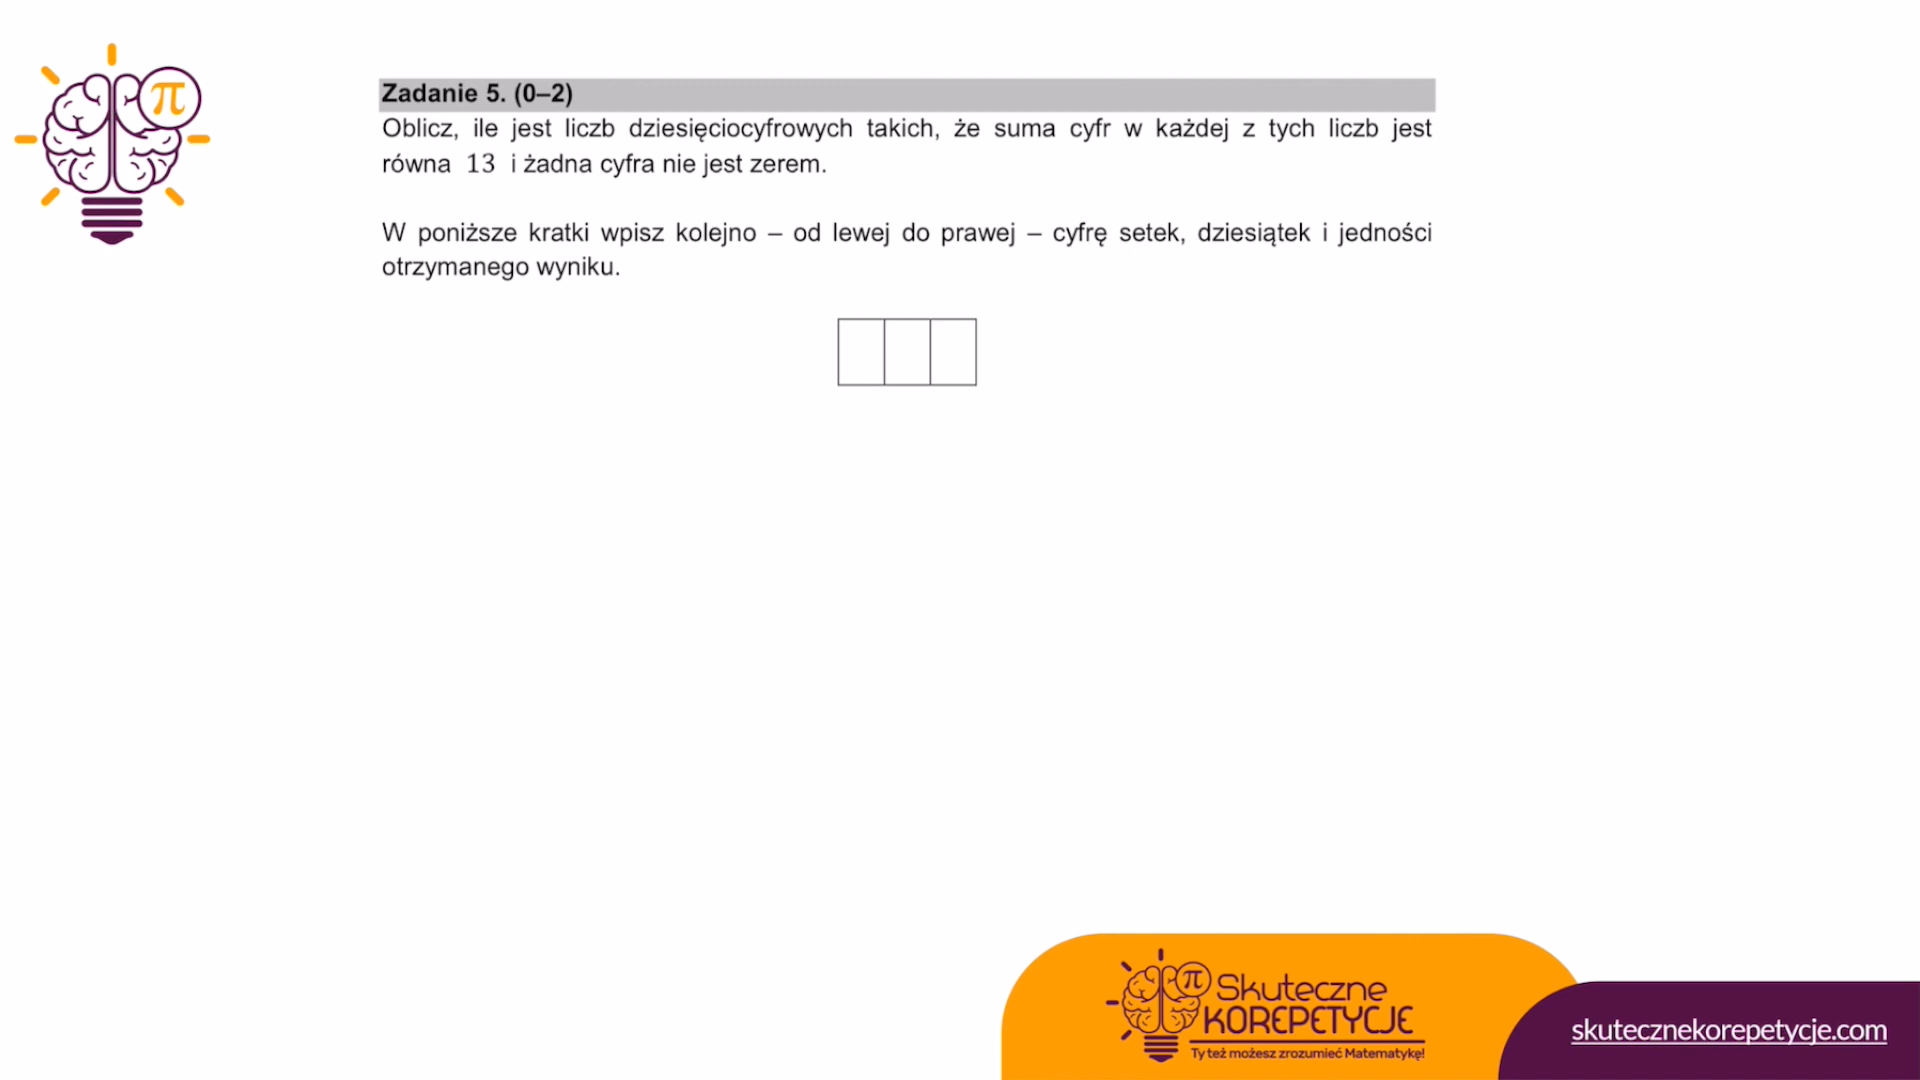 π
Zadanie 5. (0–2)
Oblicz, ile jest liczb dziesięciocyfrowych takich, że suma cyfr w każdej z tych liczb jest
równa 13 i żadna cyfra nie jest zerem.
W poniższe kratki wpisz kolejno – od lewej do prawej – cyfrę setek, dziesiątek i jedności
otrzymanego wyniku.
π
Skuteczne
KOREPETYCJE
Ty też możesz zrozumieć Matematykę!
skutecznekorepetycje.com